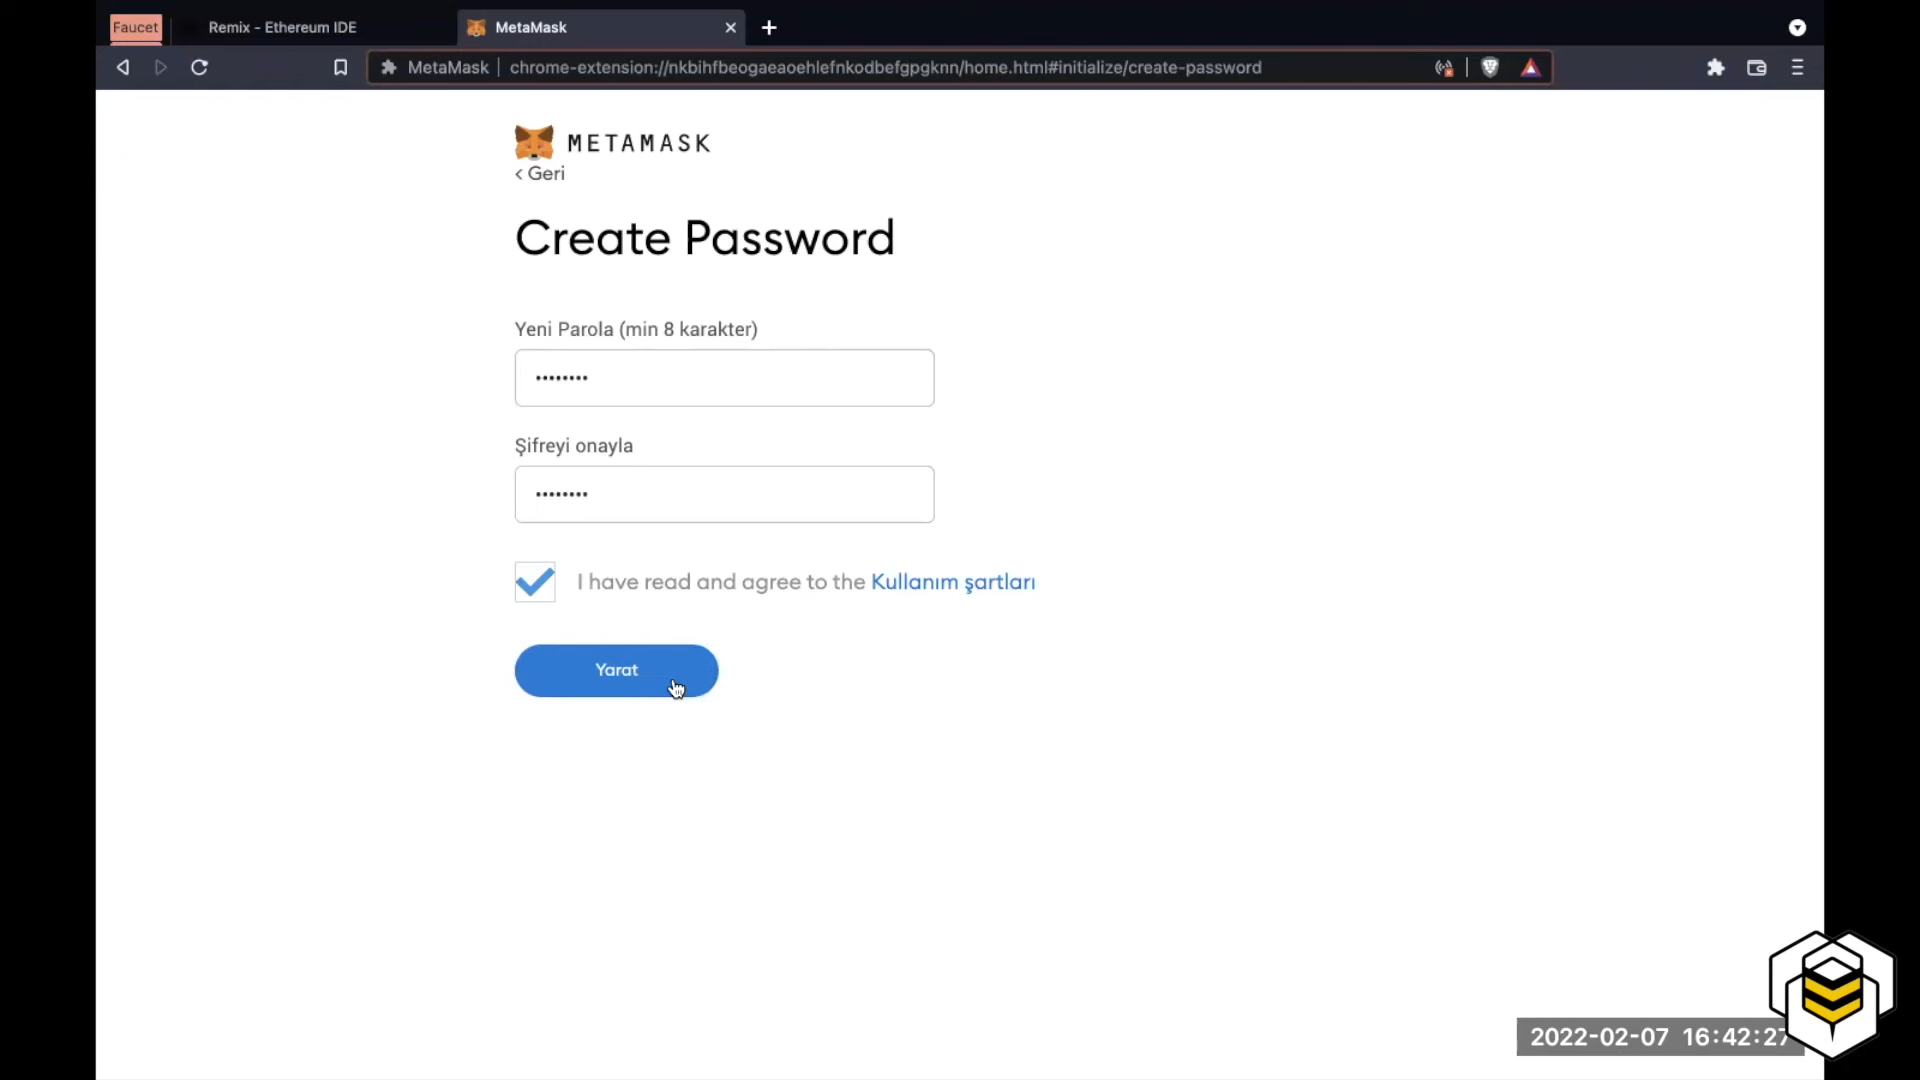 Faucet
Remix - Ethereum IDE
MetaMask
MetaMask
chrome-extension://nkbihfbeogaeaoehlefnkodbefgpgknn/home.html#initialize/create-password
METAMASK
< Geri
Create Password
Yeni Parola (min 8 karakter)
••••••••
Şifreyi onayla
••••••••
I have read and agree to the Kullanım şartları
Yarat
2022-02-07 16:42:27